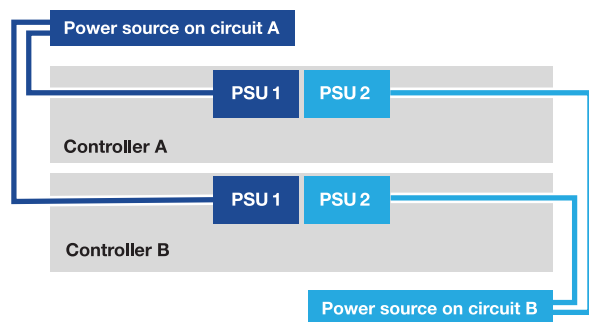 Power source on circuit A
PSU 1
PSU 2
Controller A
PSU 1
PSU 2
Controller B
Power source on circuit B